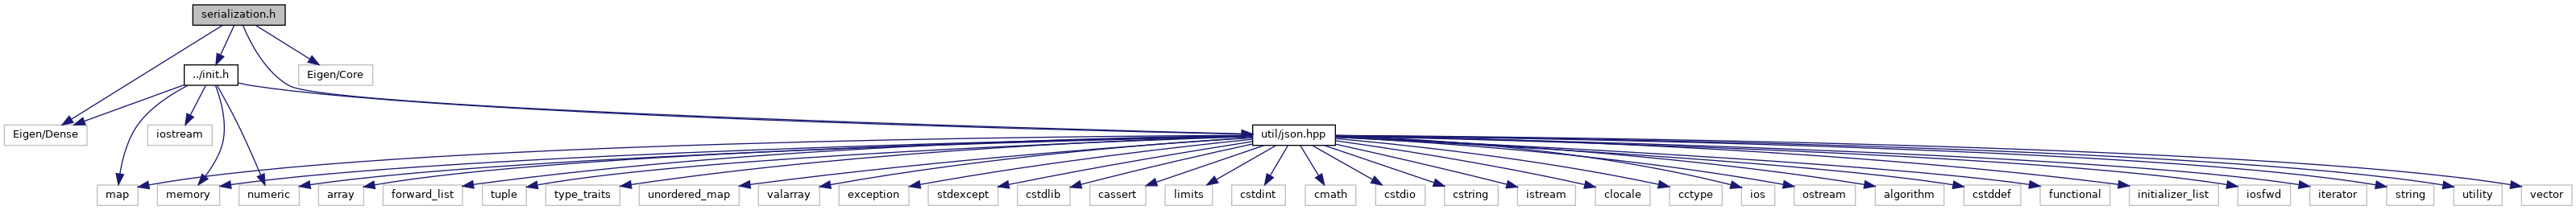 serialization.h
../init.h
Eigen/Core
Eigen/Dense
iostream
util/json.hpp
map
memory
numeric
array
forward_list
tuple
type_traits
unordered_map
valarray
exception
stdexcept
cstdlib
cassert
limits
cstdint
cmath
cstdio
cstring
istream
clocale
cctype
ios
ostream
algorithm
cstddef
functional
initializer_list
iosfwd
iterator
string
utility
vector